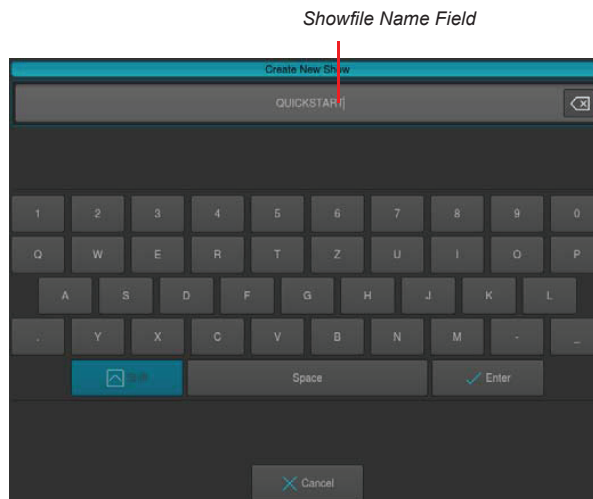 Showfile Name Field
Create New Show
QUICKSTART
1 2 3 4 5 6 7 8 9 0
Q W E R T Z U I O P
A S D F G H J K L
. Y X C V B N M - _
Space Enter
Cancel